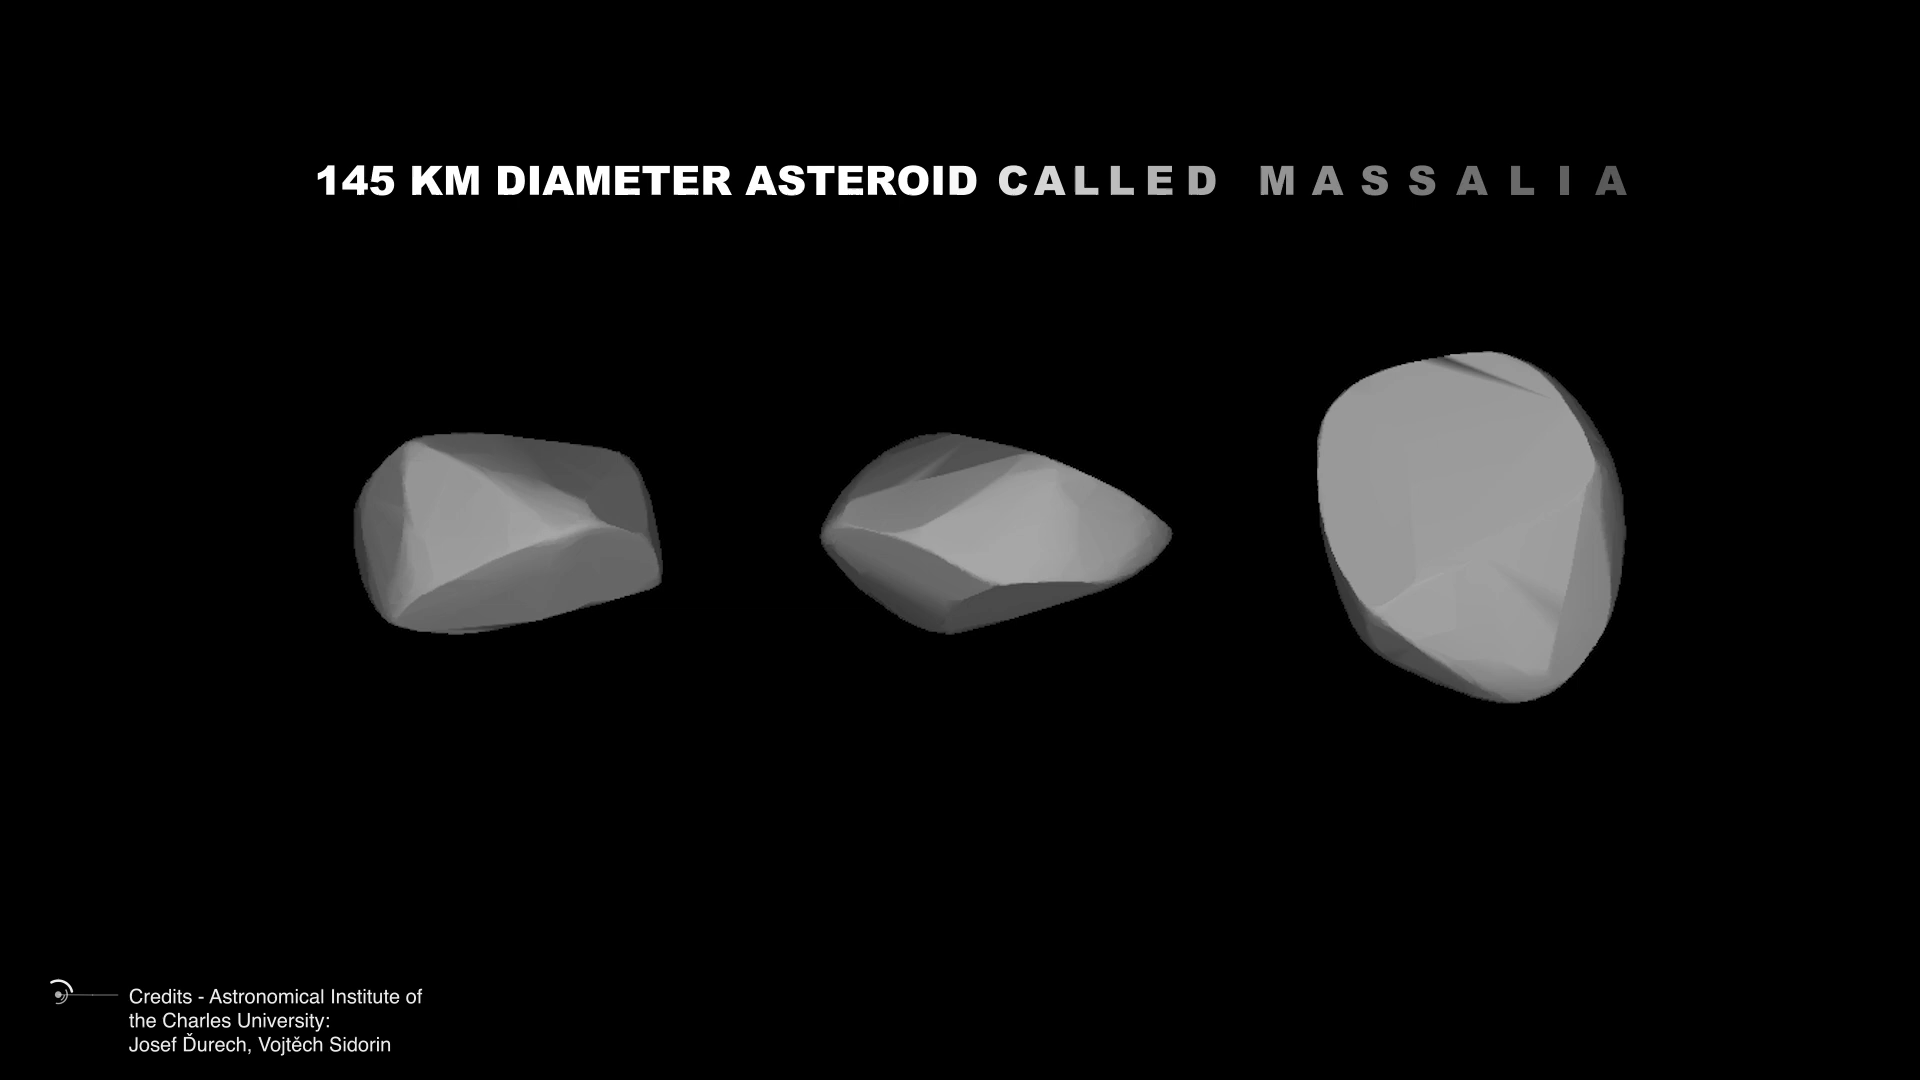 145 KM DIAMETER ASTEROID CALLED MASSALIA
Credits - Astronomical Institute of
the Charles University:
Josef Ďurech, Vojtěch Sidorin